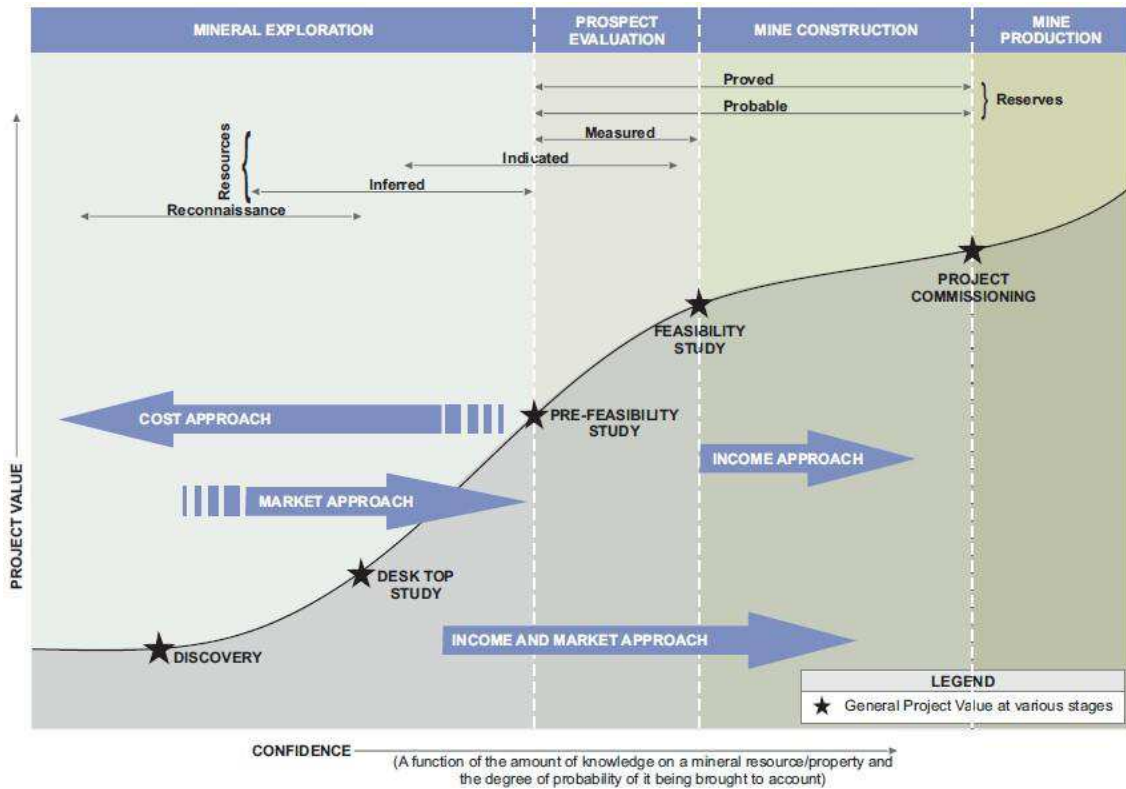 MINERAL EXPLORATION
PROSPECT
EVALUATION
MINE CONSTRUCTION
MINE
PRODUCTION
Proved
Probable
Reserves
Measured
Indicated
Resources
Inferred
Reconnaissance
PROJECT
COMMISSIONING
FEASIBILITY
STUDY
COST APPROACH
PRE-FEASIBILITY
STUDY
INCOME APPROACH
MARKET APPROACH
PROJECT VALUE
DESK TOP
STUDY
INCOME AND MARKET APPROACH
DISCOVERY
LEGEND
General Project Value at various stages
CONFIDENCE
(A function of the amount of knowledge on a mineral resource/property and
the degree of probability of it being brought to account)